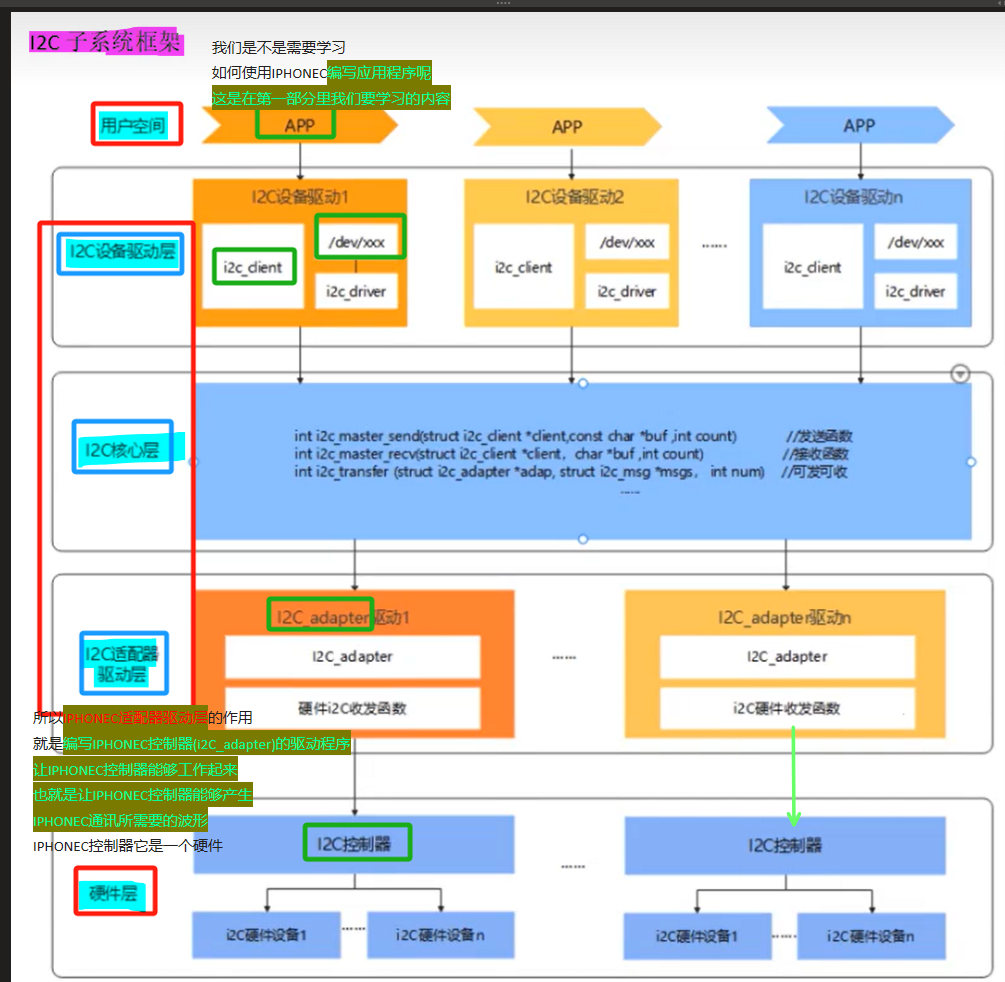 I2C 子系统框架
我们是不是需要学习
如何使用IPHONEC编写应用程序呢
这是在第一部分里我们要学习的内容
用户空间
APP
APP
APP
I2C设备驱动层
I2C设备驱动1
i2c_client
/dev/xxx
i2c_driver
I2C设备驱动2
i2c_client
/dev/xxx
i2c_driver
......
I2C设备驱动n
i2c_client
/dev/xxx
i2c_driver
I2C核心层
int i2c_master_send(struct i2c_client *client,const char *buf ,int count) //发送函数
int i2c_master_recv(struct i2c_client *client, char *buf ,int count) //接收函数
int i2c_transfer (struct i2c_adapter *adap, struct i2c_msg *msgs, int num) //可发可收
......
I2C适配器
驱动层
I2C_adapter驱动1
I2C_adapter
硬件I2C收发函数
......
I2C_adapter驱动n
I2C_adapter
i2C硬件收发函数
所以IPHONEC适配器驱动层的作用
就是编写IPHONEC控制器(i2C_adapter)的驱动程序
让IPHONEC控制器能够工作起来
也就是让IPHONEC控制器能够产生
IPHONEC通讯所需要的波形
IPHONEC控制器它是一个硬件
硬件层
I2C控制器
i2C硬件设备1
......
i2C硬件设备n
......
I2C控制器
i2C硬件设备1
......
i2C硬件设备n